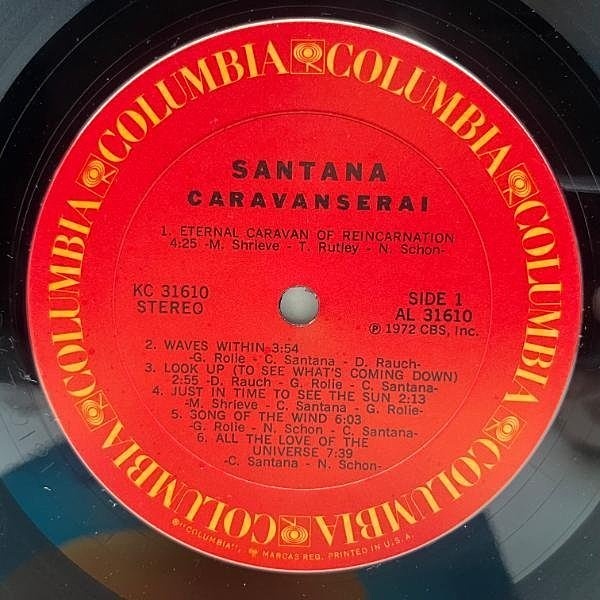 COLUMBIA COLUMBIA COLUMBIA COLUMBIA COLUMBIA COLUMBIA
SANTANA
CARAVANSERAI
1. ETERNAL CARAVAN OF REINCARNATION
4:25 -M. Shrieve - T. Rutley - N. Schon-
KC 31610
STEREO
SIDE 1
AL 31610
Ⓟ 1972 CBS, Inc.
2. WAVES WITHIN 3:54
-G. Rolie - C. Santana - D. Rauch-
3. LOOK UP (TO SEE WHAT'S COMING DOWN)
2:55 -D. Rauch - G. Rolie - C. Santana-
4. JUST IN TIME TO SEE THE SUN 2:13
-M. Shrieve - C. Santana - G. Rolie-
5. SONG OF THE WIND 6:03
-G. Rolie - N. Schon - C. Santana-
6. ALL THE LOVE OF THE
UNIVERSE 7:39
-C. Santana - N. Schon-
®"COLUMBIA", MARCAS REG. PRINTED IN U.S.A.